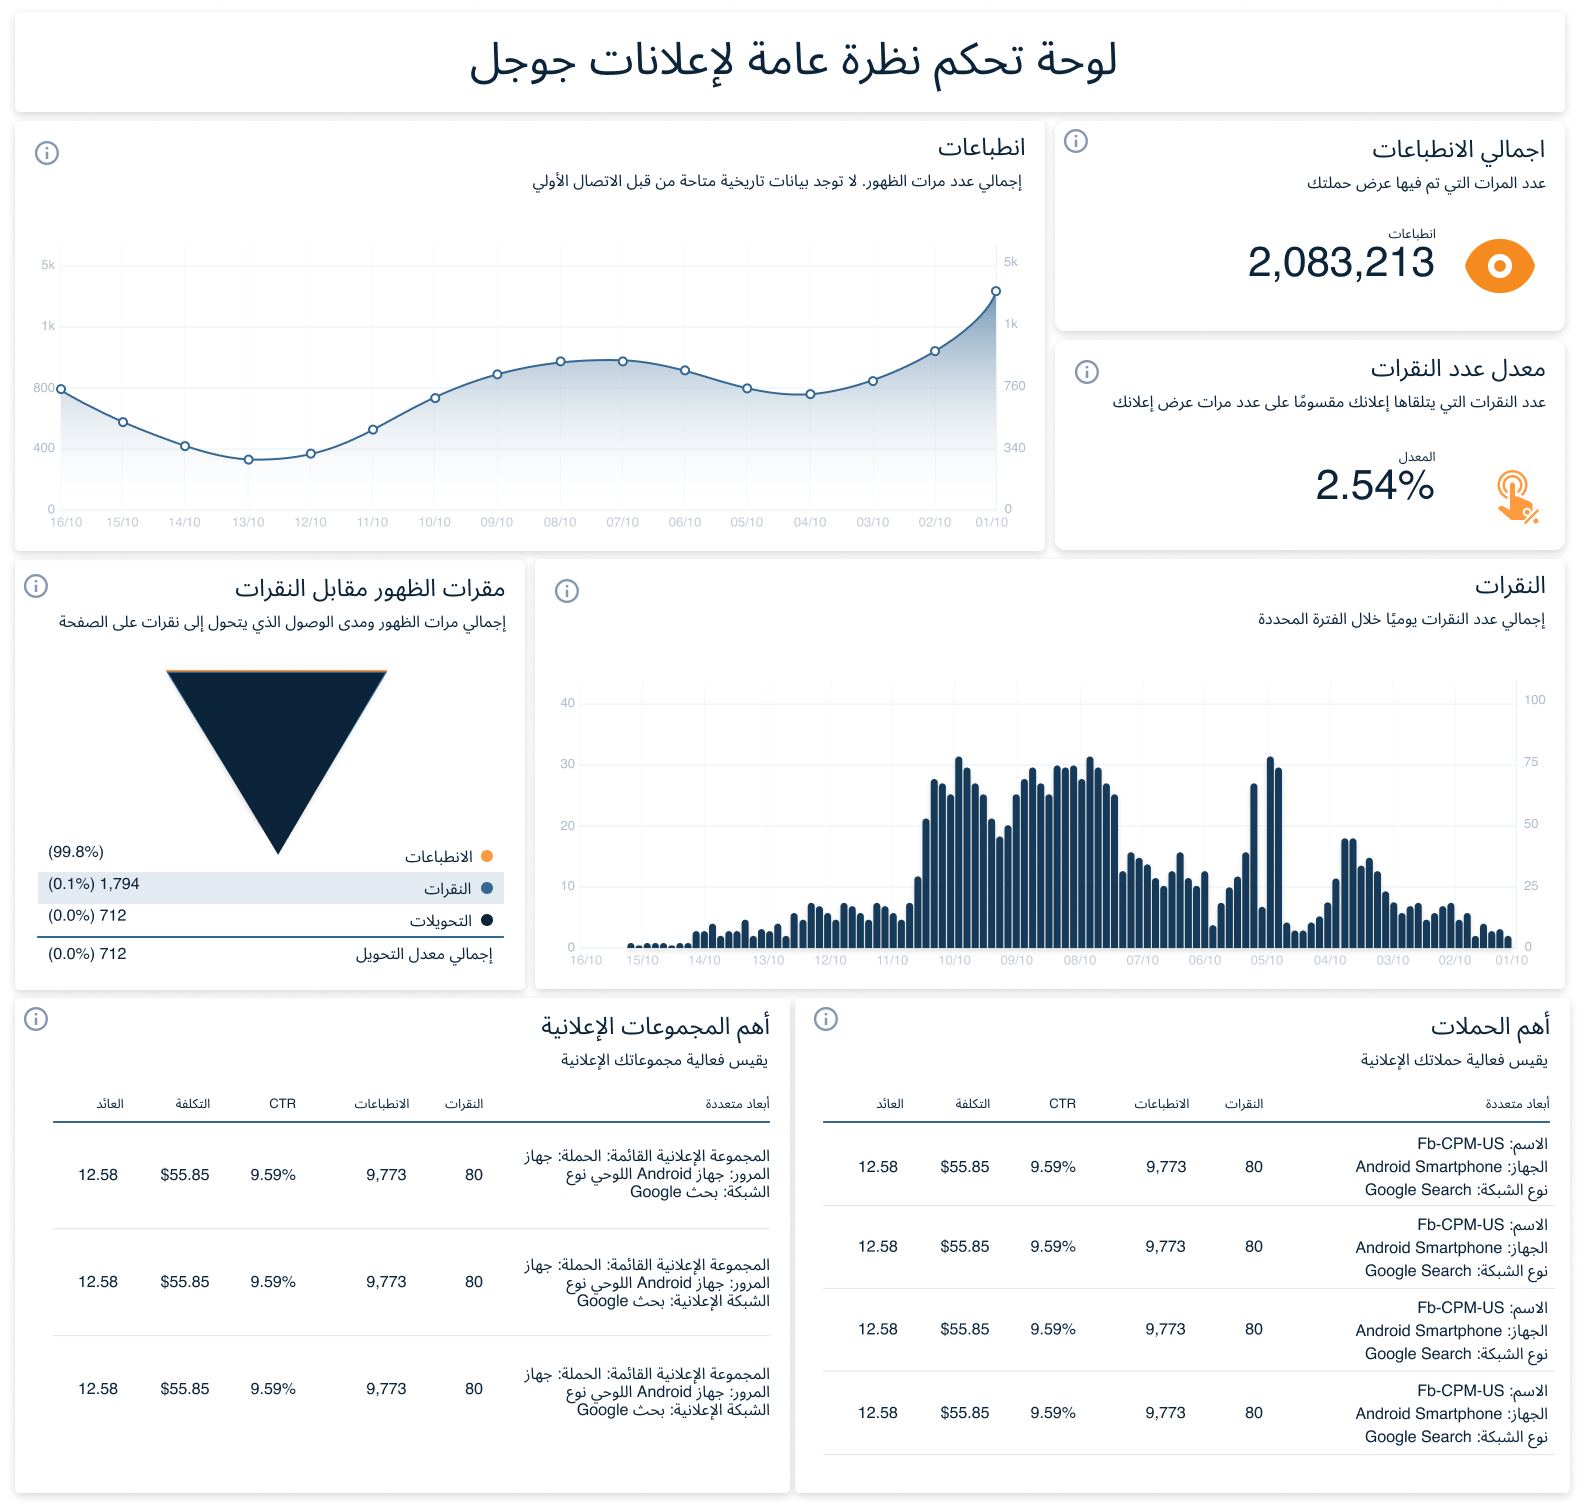 لوحة تحكم نظرة عامة لإعلانات جوجل
اجمالي الانطباعات
عدد المرات التي تم فيها عرض حملتك
انطباعات
2,083,213
معدل عدد النقرات
عدد النقرات التي يتلقاها إعلانك مقسومًا على عدد مرات عرض إعلانك
المعدل
2.54%
انطباعات
إجمالي عدد مرات الظهور. لا توجد بيانات تاريخية متاحة من قبل الاتصال الأولي
5k
1k
760
340
0
5k
1k
800
400
0
16/10 15/10 14/10 13/10 12/10 11/10 10/10 09/10 08/10 07/10 06/10 05/10 04/10 03/10 02/10 01/10
النقرات
إجمالي عدد النقرات يوميًا خلال الفترة المحددة
100
75
50
25
0
40
30
20
10
0
16/10 15/10 14/10 13/10 12/10 11/10 10/10 09/10 08/10 07/10 06/10 05/10 04/10 03/10 02/10 01/10
مقرات الظهور مقابل النقرات
إجمالي مرات الظهور ومدى الوصول الذي يتحول إلى نقرات على الصفحة
الانطباعات (99.8%)
النقرات 1,794 (0.1%)
التحويلات 712 (0.0%)
إجمالي معدل التحويل 712 (0.0%)
أهم الحملات
يقيس فعالية حملاتك الإعلانية
أبعاد متعددة النقرات الانطباعات CTR التكلفة العائد
الاسم: Fb-CPM-US
الجهاز: Android Smartphone
نوع الشبكة: Google Search
80 9,773 9.59% $55.85 12.58
الاسم: Fb-CPM-US
الجهاز: Android Smartphone
نوع الشبكة: Google Search
80 9,773 9.59% $55.85 12.58
الاسم: Fb-CPM-US
الجهاز: Android Smartphone
نوع الشبكة: Google Search
80 9,773 9.59% $55.85 12.58
الاسم: Fb-CPM-US
الجهاز: Android Smartphone
نوع الشبكة: Google Search
80 9,773 9.59% $55.85 12.58
أهم المجموعات الإعلانية
يقيس فعالية مجموعاتك الإعلانية
أبعاد متعددة النقرات الانطباعات CTR التكلفة العائد
المجموعة الإعلانية القائمة: الحملة: جهاز
المرور: جهاز Android اللوحي نوع
الشبكة: بحث Google
80 9,773 9.59% $55.85 12.58
المجموعة الإعلانية القائمة: الحملة: جهاز
المرور: جهاز Android اللوحي نوع
الشبكة الإعلانية: بحث Google
80 9,773 9.59% $55.85 12.58
المجموعة الإعلانية القائمة: الحملة: جهاز
المرور: جهاز Android اللوحي نوع
الشبكة الإعلانية: بحث Google
80 9,773 9.59% $55.85 12.58